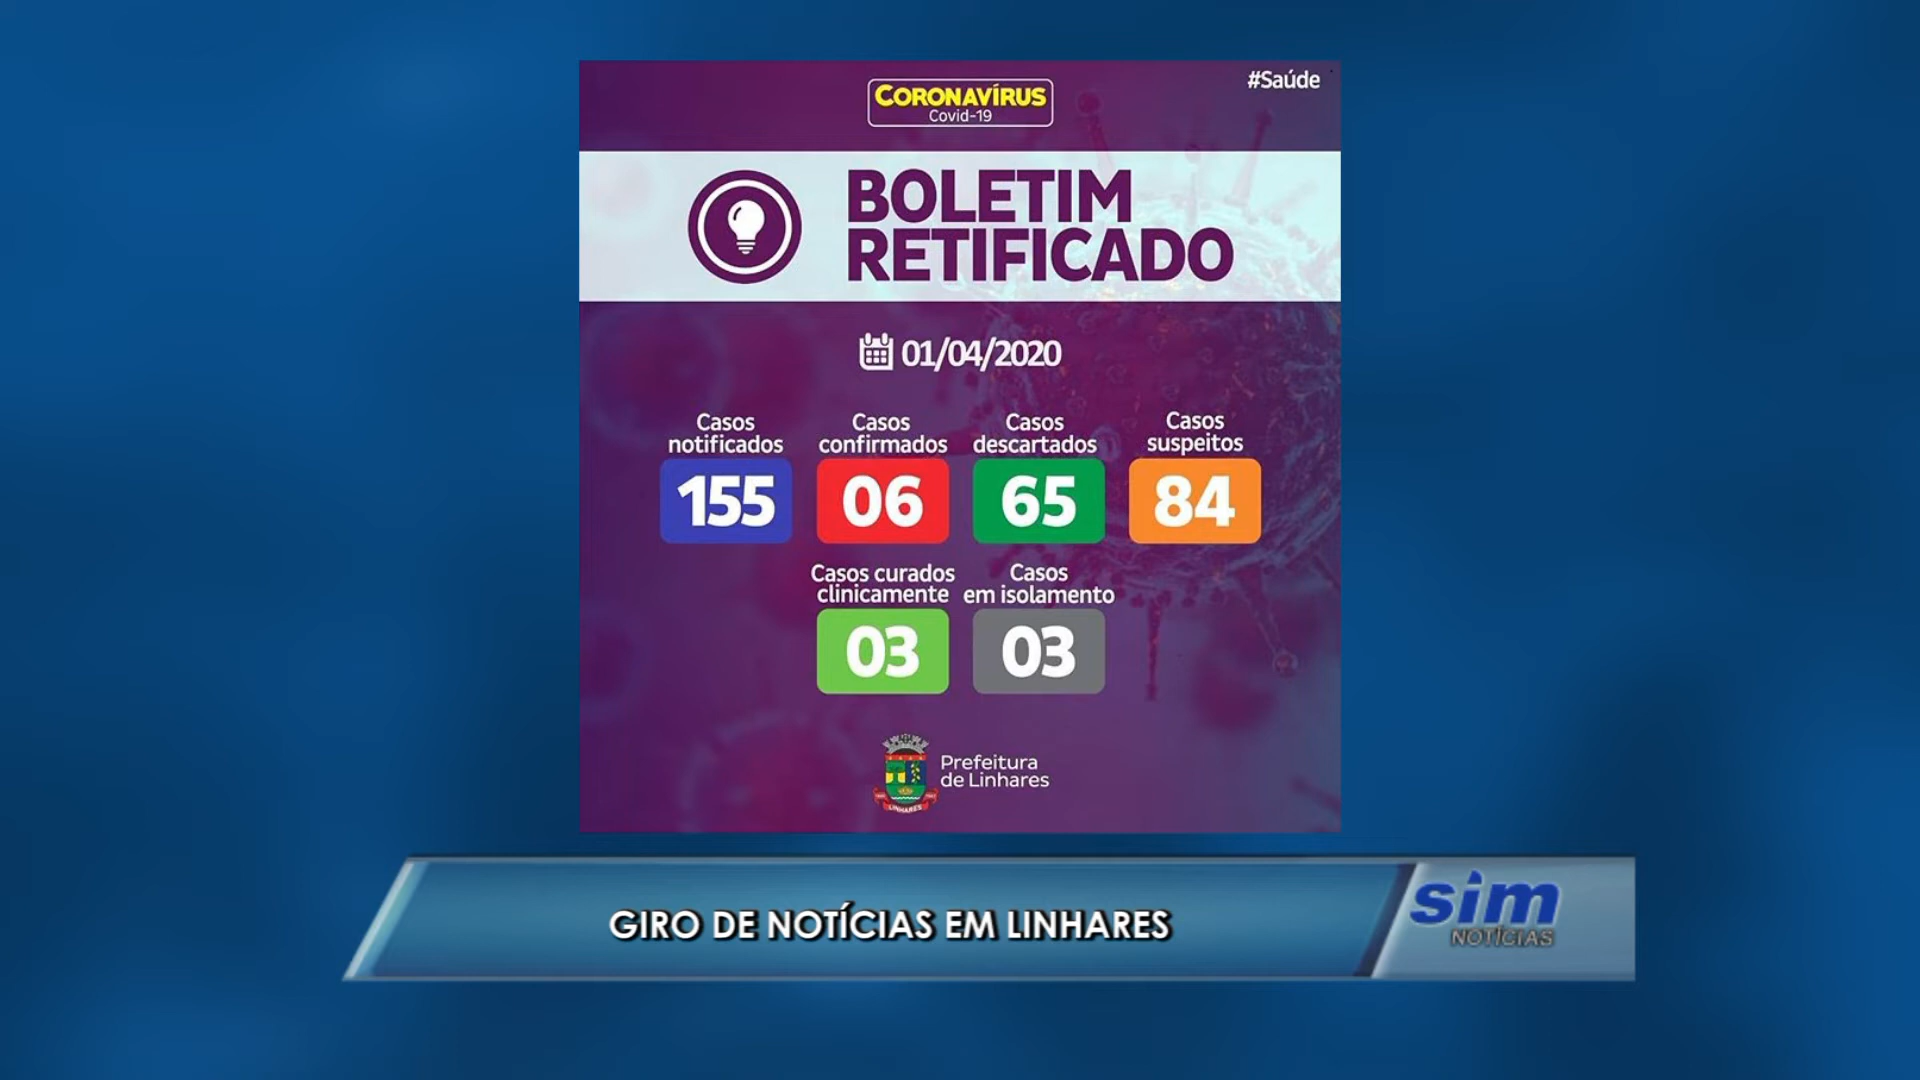 #Saúde
CORONAVÍRUS
Covid-19
BOLETIM
RETIFICADO
01/04/2020
Casos
notificados
155
Casos
confirmados
06
Casos
descartados
65
Casos
suspeitos
84
Casos curados
clinicamente
03
Casos
em isolamento
03
LINHARES
Prefeitura
de Linhares
GIRO DE NOTÍCIAS EM LINHARES
sim
NOTÍCIAS